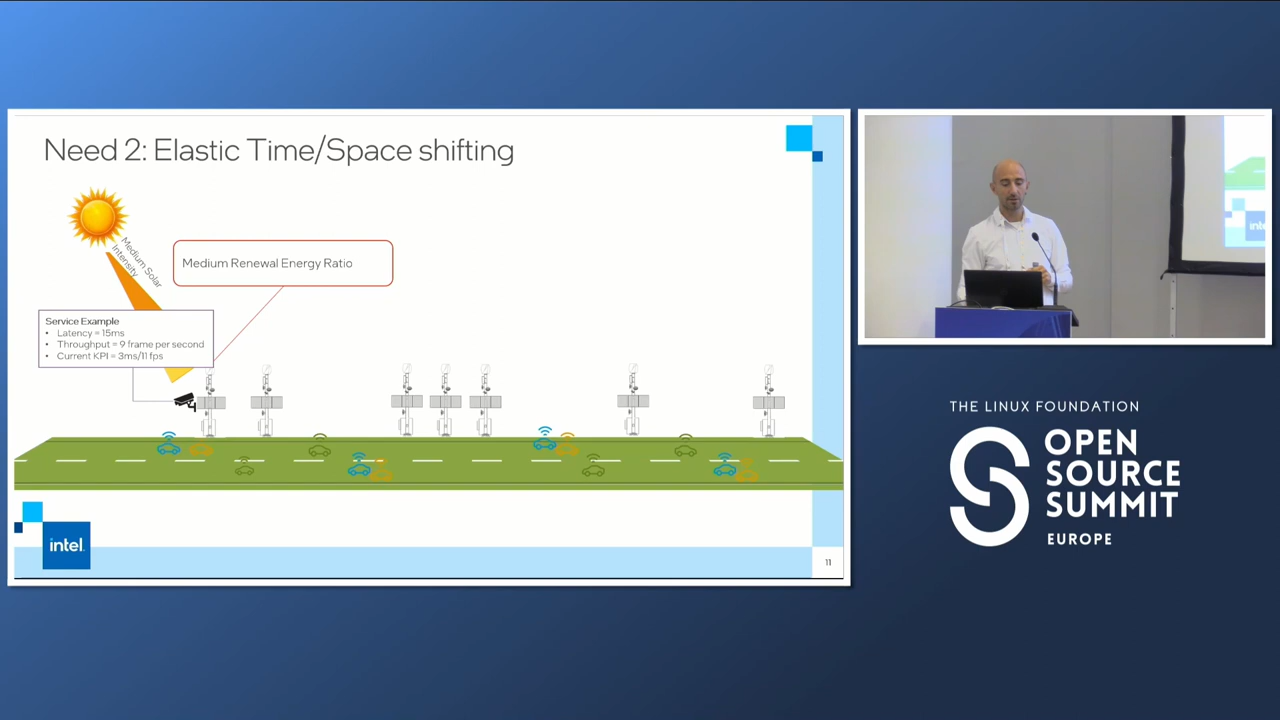 Need 2: Elastic Time/Space shifting
Medium Solar
Intensity
Medium Renewal Energy Ratio
Service Example
• Latency = 15ms
• Throughput = 9 frame per second
• Current KPI = 3ms/11 fps
intel.
11
THE LINUX FOUNDATION
OPEN
SOURCE
SUMMIT
EUROPE